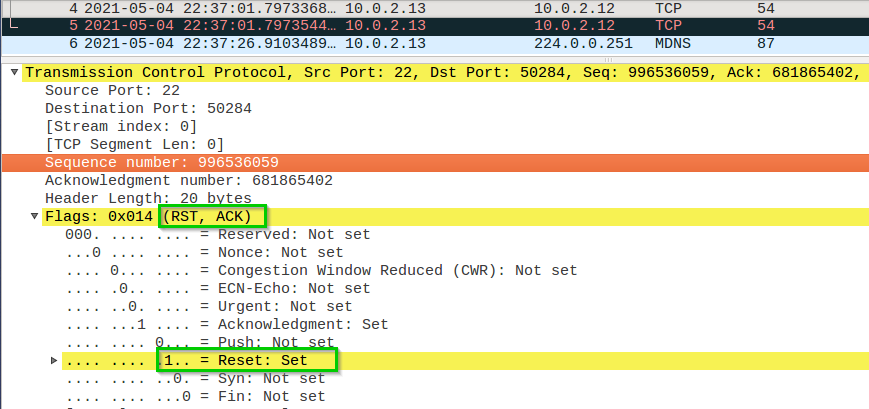 4 2021-05-04 22:37:01.7973368… 10.0.2.13 10.0.2.12 TCP 54
5 2021-05-04 22:37:01.7973544… 10.0.2.13 10.0.2.12 TCP 54
6 2021-05-04 22:37:26.9103489… 10.0.2.13 224.0.0.251 MDNS 87
Transmission Control Protocol, Src Port: 22, Dst Port: 50284, Seq: 996536059, Ack: 681865402,
Source Port: 22
Destination Port: 50284
[Stream index: 0]
[TCP Segment Len: 0]
Sequence number: 996536059
Acknowledgment number: 681865402
Header Length: 20 bytes
Flags: 0x014 (RST, ACK)
000. .... .... = Reserved: Not set
...0 .... .... = Nonce: Not set
.... 0... .... = Congestion Window Reduced (CWR): Not set
.... .0.. .... = ECN-Echo: Not set
.... ..0. .... = Urgent: Not set
.... ...1 .... = Acknowledgment: Set
.... .... 0... = Push: Not set
.... .... .1.. = Reset: Set
.... .... ..0. = Syn: Not set
.... .... ...0 = Fin: Not set